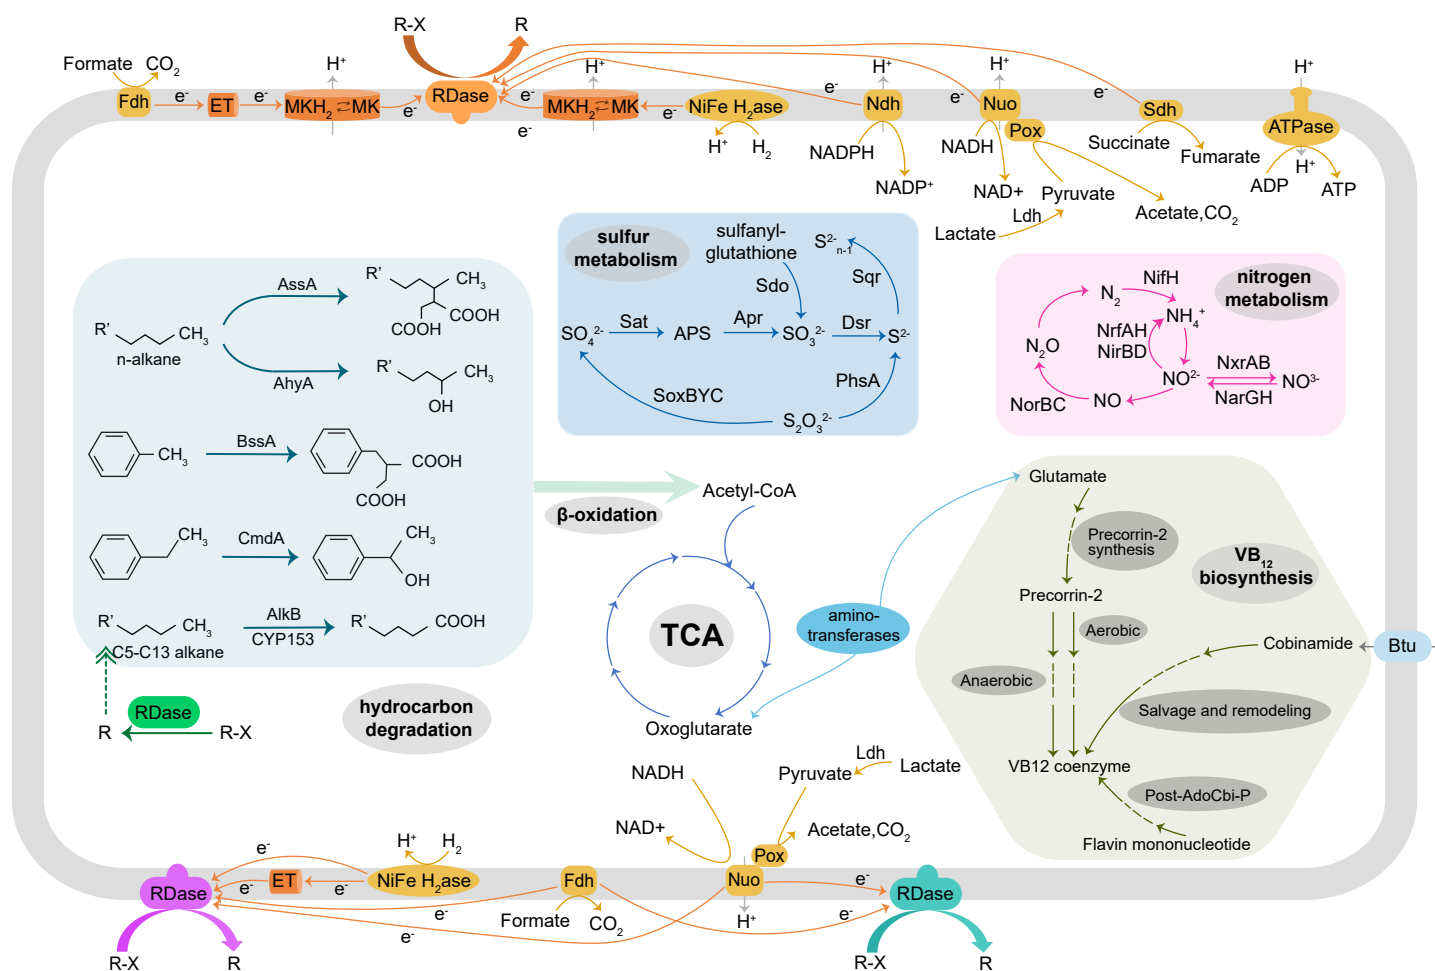 R-X
R
Formate
CO2
H+
H+
H+
H+
H+
Fdh
e-
ET
e-
MKH2 ⇌ MK
e-
RDase
e-
e-
MKH2 ⇌ MK
e-
NiFe H2ase
H+
H2
e-
Ndh
NADPH
NADP+
e-
Nuo
Pox
NADH
NAD+
Pyruvate
Ldh
Lactate
Acetate,CO2
e-
Sdh
Succinate
Fumarate
ATPase
H+
ADP
ATP
sulfur
metabolism
sulfanyl-
glutathione
S2-n-1
Sdo
Sqr
SO42-
Sat
APS
Apr
SO32-
Dsr
S2-
SoxBYC
PhsA
S2O32-
nitrogen
metabolism
NifH
N2
NH4+
NrfAH
NirBD
N2O
NxrAB
NO2-
NO3-
NarGH
NorBC
NO
R’
CH3
n-alkane
AssA
R’
CH3
COOH
COOH
AhyA
R’
CH3
OH
CH3
BssA
COOH
COOH
CH3
CmdA
CH3
OH
R’
CH3
C5-C13 alkane
AlkB
CYP153
R’
COOH
RDase
R
R-X
hydrocarbon
degradation
β-oxidation
Acetyl-CoA
TCA
Oxoglutarate
amino-
transferases
Glutamate
Precorrin-2
synthesis
VB12
biosynthesis
Precorrin-2
Aerobic
Anaerobic
Cobinamide
Btu
Salvage and remodeling
VB12 coenzyme
Post-AdoCbi-P
Flavin mononucleotide
NADH
NAD+
Pyruvate
Ldh
Lactate
Acetate,CO2
Pox
Nuo
H+
e-
H+
H2
e-
ET
e-
NiFe H2ase
RDase
R-X
R
Fdh
Formate
CO2
e-
e-
e-
e-
RDase
R-X
R